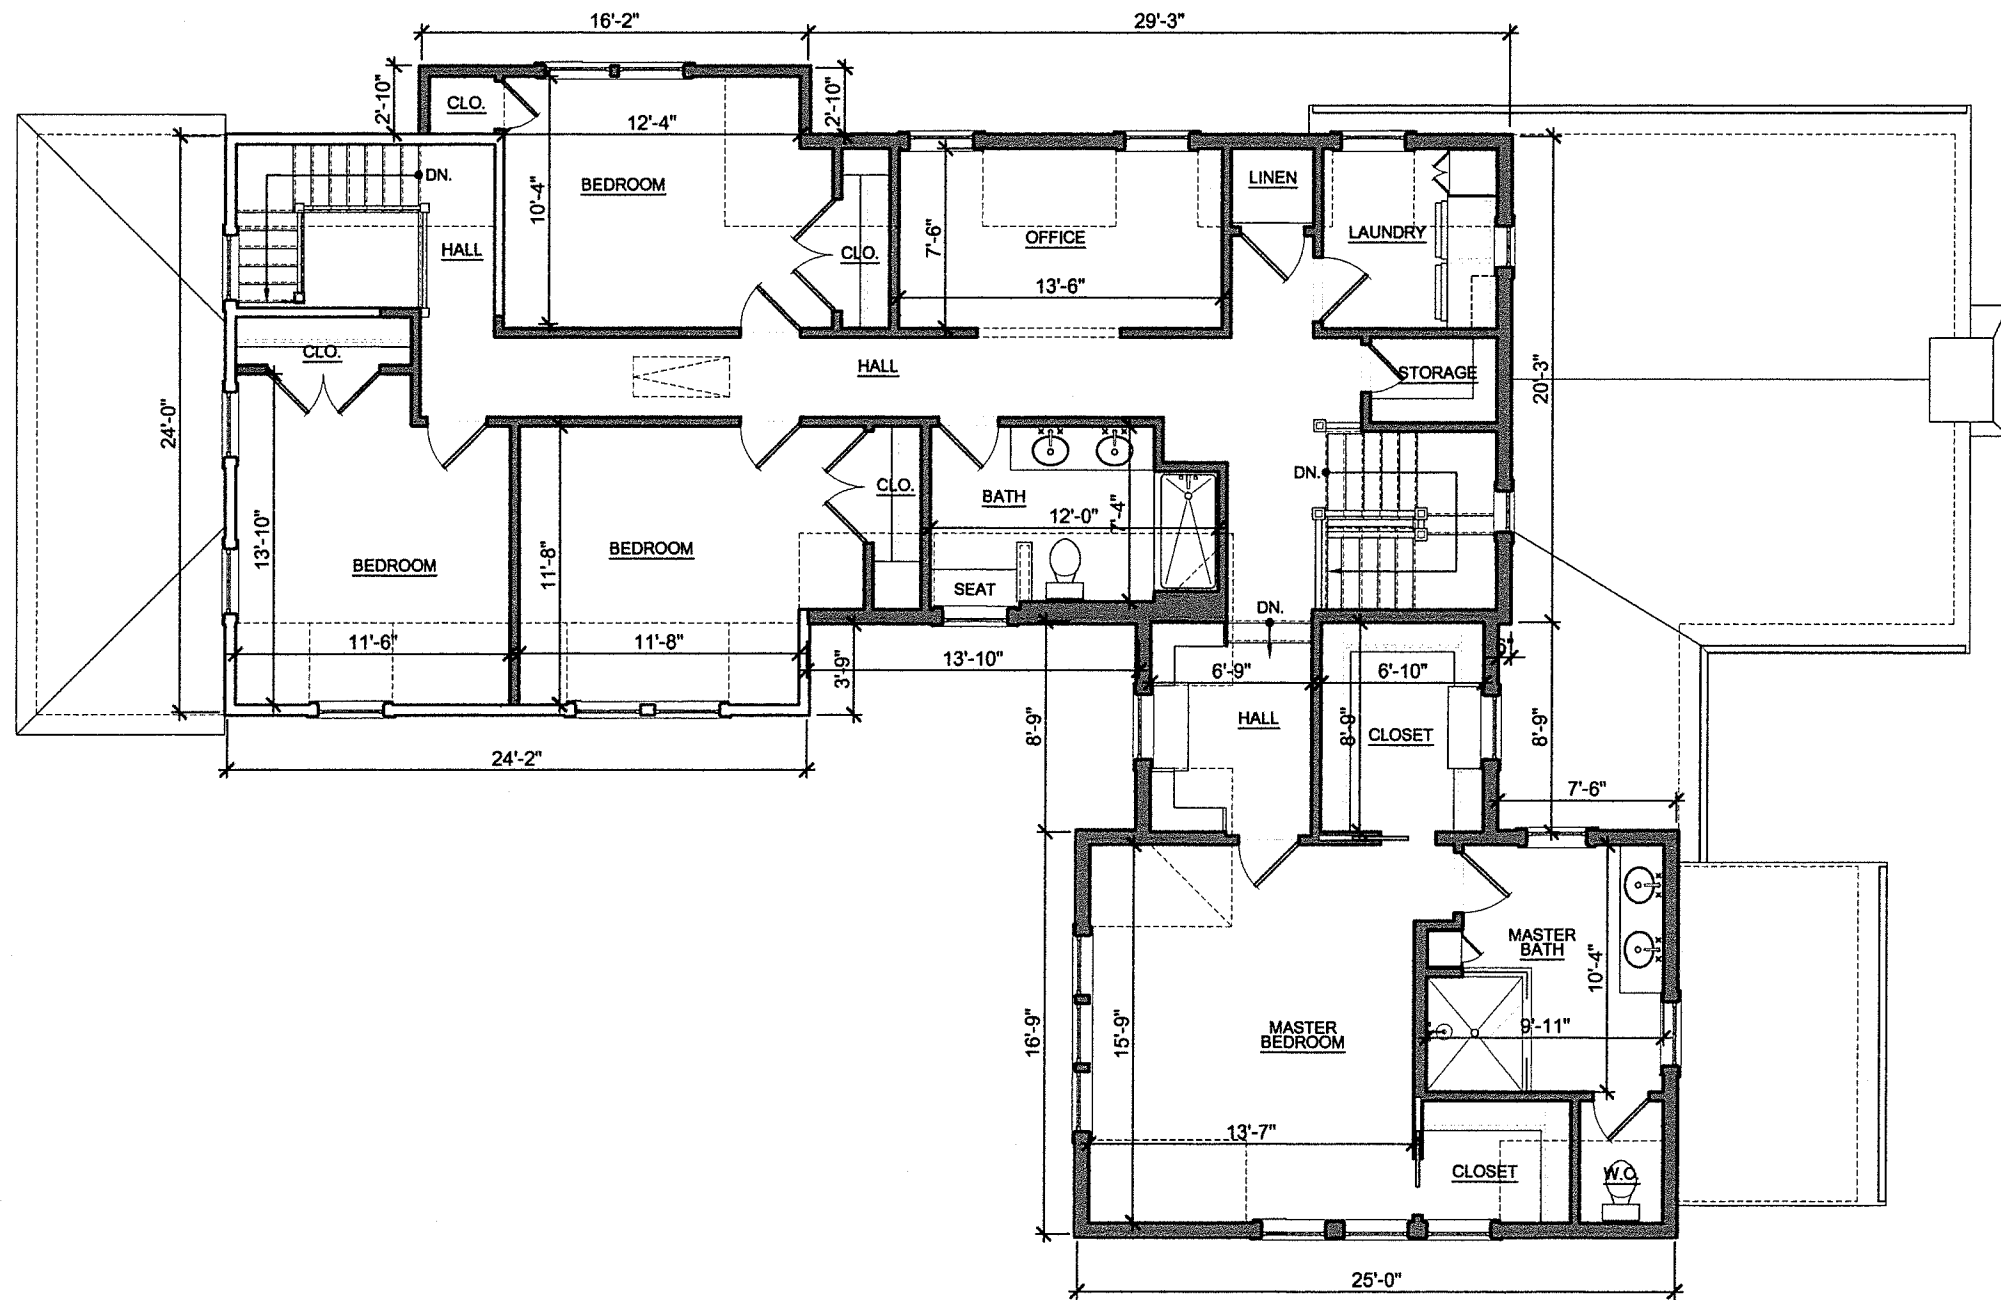 16'-2"
29'-3"
2'-10"
CLO.
2'-10"
12'-4"
DN.
BEDROOM
LINEN
10'-4"
HALL
7'-6"
OFFICE
LAUNDRY
CLO.
13'-6"
CLO.
HALL
STORAGE
20'-3"
24'-0"
DN.
CLO.
BATH
12'-0"
7'-4"
13'-10"
11'-8"
BEDROOM
BEDROOM
SEAT
DN.
11'-6"
11'-8"
3'-9"
13'-10"
6'-9"
6'-10"
6"
HALL
8'-9"
8'-9"
CLOSET
8'-9"
24'-2"
7'-6"
MASTER
BATH
10'-4"
16'-9"
15'-9"
MASTER
BEDROOM
9'-11"
13'-7"
CLOSET
W.C.
25'-0"